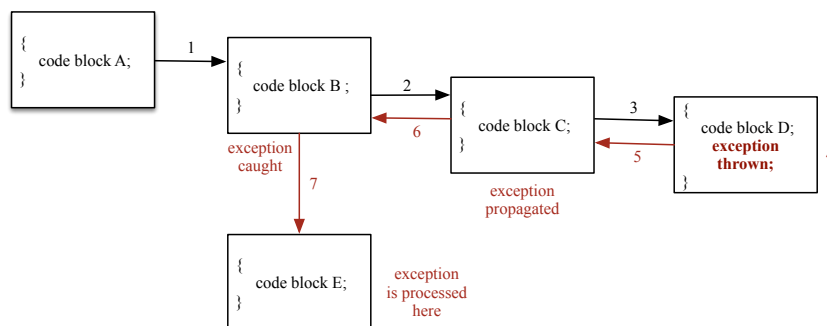 {
code block A;
}
1
{
code block B ;
}
2
{
code block C;
}
3
{
code block D;
exception
thrown;
}
5
6
exception
caught
7
exception
propagated
{
code block E;
}
exception
is processed
here